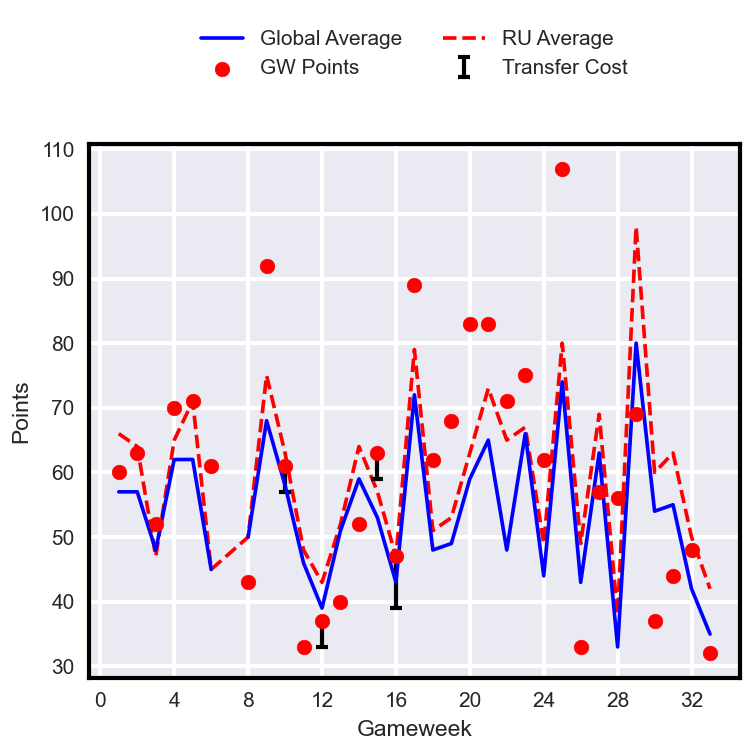 Global Average
RU Average
GW Points
Transfer Cost
110
100
90
80
70
60
50
40
30
Points
0 4 8 12 16 20 24 28 32
Gameweek